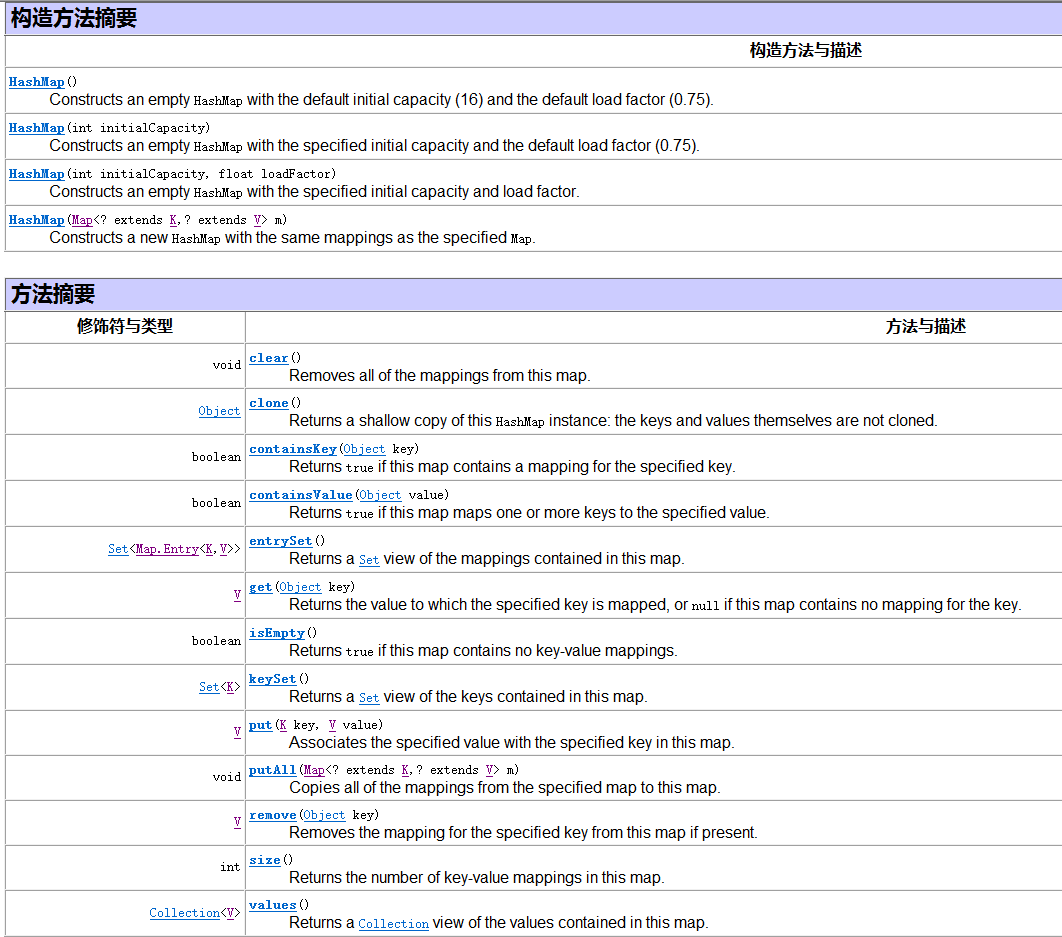 构造方法摘要
构造方法与描述
HashMap()
Constructs an empty HashMap with the default initial capacity (16) and the default load factor (0.75).
HashMap(int initialCapacity)
Constructs an empty HashMap with the specified initial capacity and the default load factor (0.75).
HashMap(int initialCapacity, float loadFactor)
Constructs an empty HashMap with the specified initial capacity and load factor.
HashMap(Map<? extends K,? extends V> m)
Constructs a new HashMap with the same mappings as the specified Map.
方法摘要
修饰符与类型 方法与描述
void clear()
Removes all of the mappings from this map.
Object clone()
Returns a shallow copy of this HashMap instance: the keys and values themselves are not cloned.
boolean containsKey(Object key)
Returns true if this map contains a mapping for the specified key.
boolean containsValue(Object value)
Returns true if this map maps one or more keys to the specified value.
Set<Map.Entry<K,V>> entrySet()
Returns a Set view of the mappings contained in this map.
V get(Object key)
Returns the value to which the specified key is mapped, or null if this map contains no mapping for the key.
boolean isEmpty()
Returns true if this map contains no key-value mappings.
Set<K> keySet()
Returns a Set view of the keys contained in this map.
V put(K key, V value)
Associates the specified value with the specified key in this map.
void putAll(Map<? extends K,? extends V> m)
Copies all of the mappings from the specified map to this map.
V remove(Object key)
Removes the mapping for the specified key from this map if present.
int size()
Returns the number of key-value mappings in this map.
Collection<V> values()
Returns a Collection view of the values contained in this map.